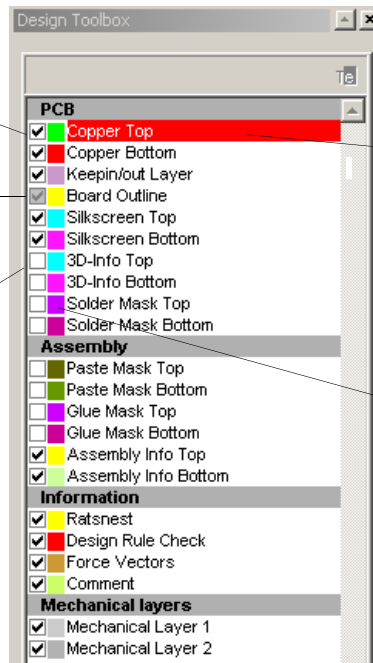 Design Toolbox
Te
PCB
Copper Top
Copper Bottom
Keepin/out Layer
Board Outline
Silkscreen Top
Silkscreen Bottom
3D-Info Top
3D-Info Bottom
Solder Mask Top
Solder Mask Bottom
Assembly
Paste Mask Top
Paste Mask Bottom
Glue Mask Top
Glue Mask Bottom
Assembly Info Top
Assembly Info Bottom
Information
Ratsnest
Design Rule Check
Force Vectors
Comment
Mechanical layers
Mechanical Layer 1
Mechanical Layer 2